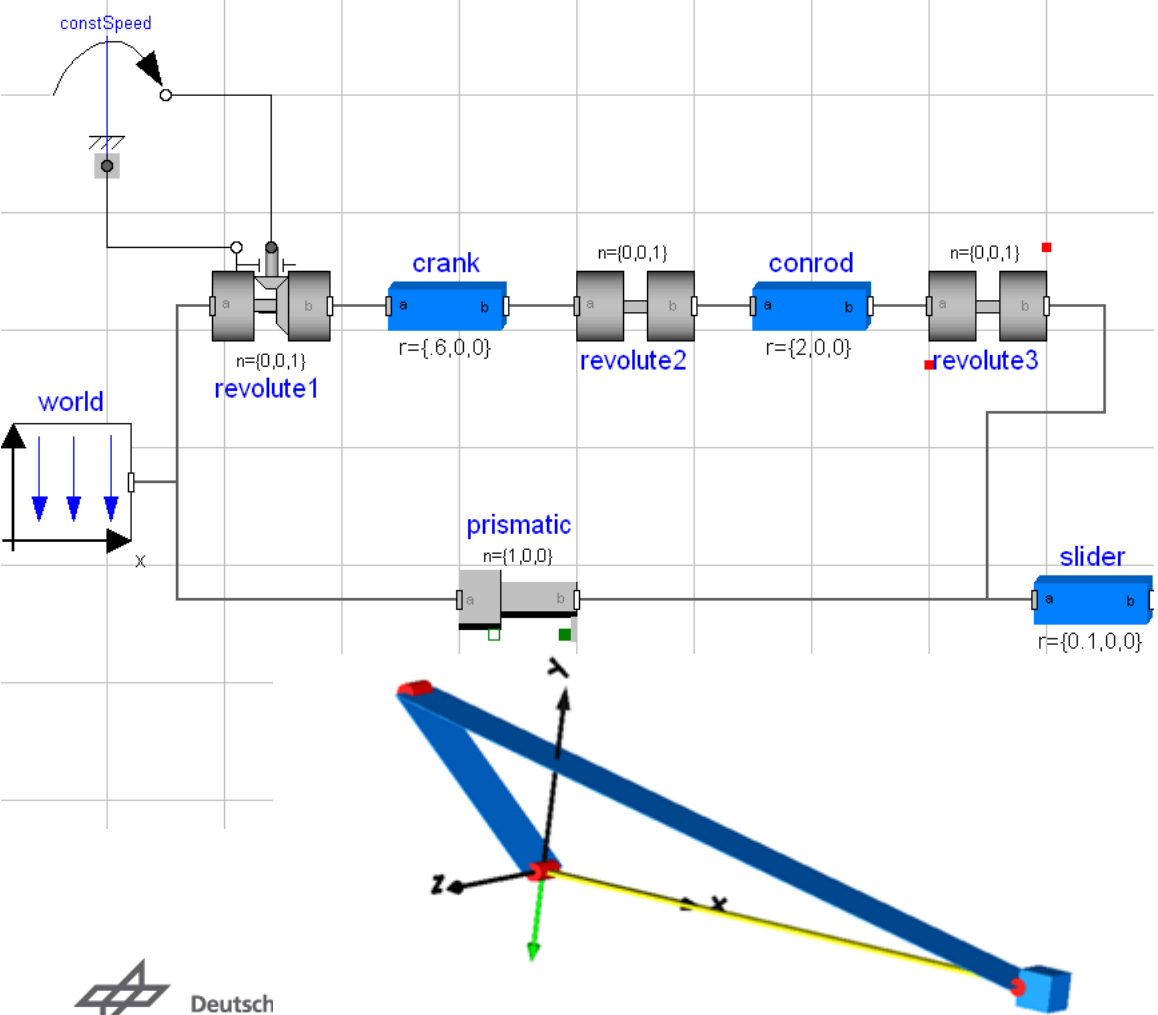 constSpeed
n={0,0,1}
n={0,0,1}
crank
conrod
a
b
a
b
a
b
a
b
a
b
r={.6,0,0}
r={2,0,0}
n={0,0,1}
revolute2
revolute3
revolute1
world
x
prismatic
n={1,0,0}
slider
a
b
a
b
r={0.1,0,0}
Y
Z
X
Deutsch